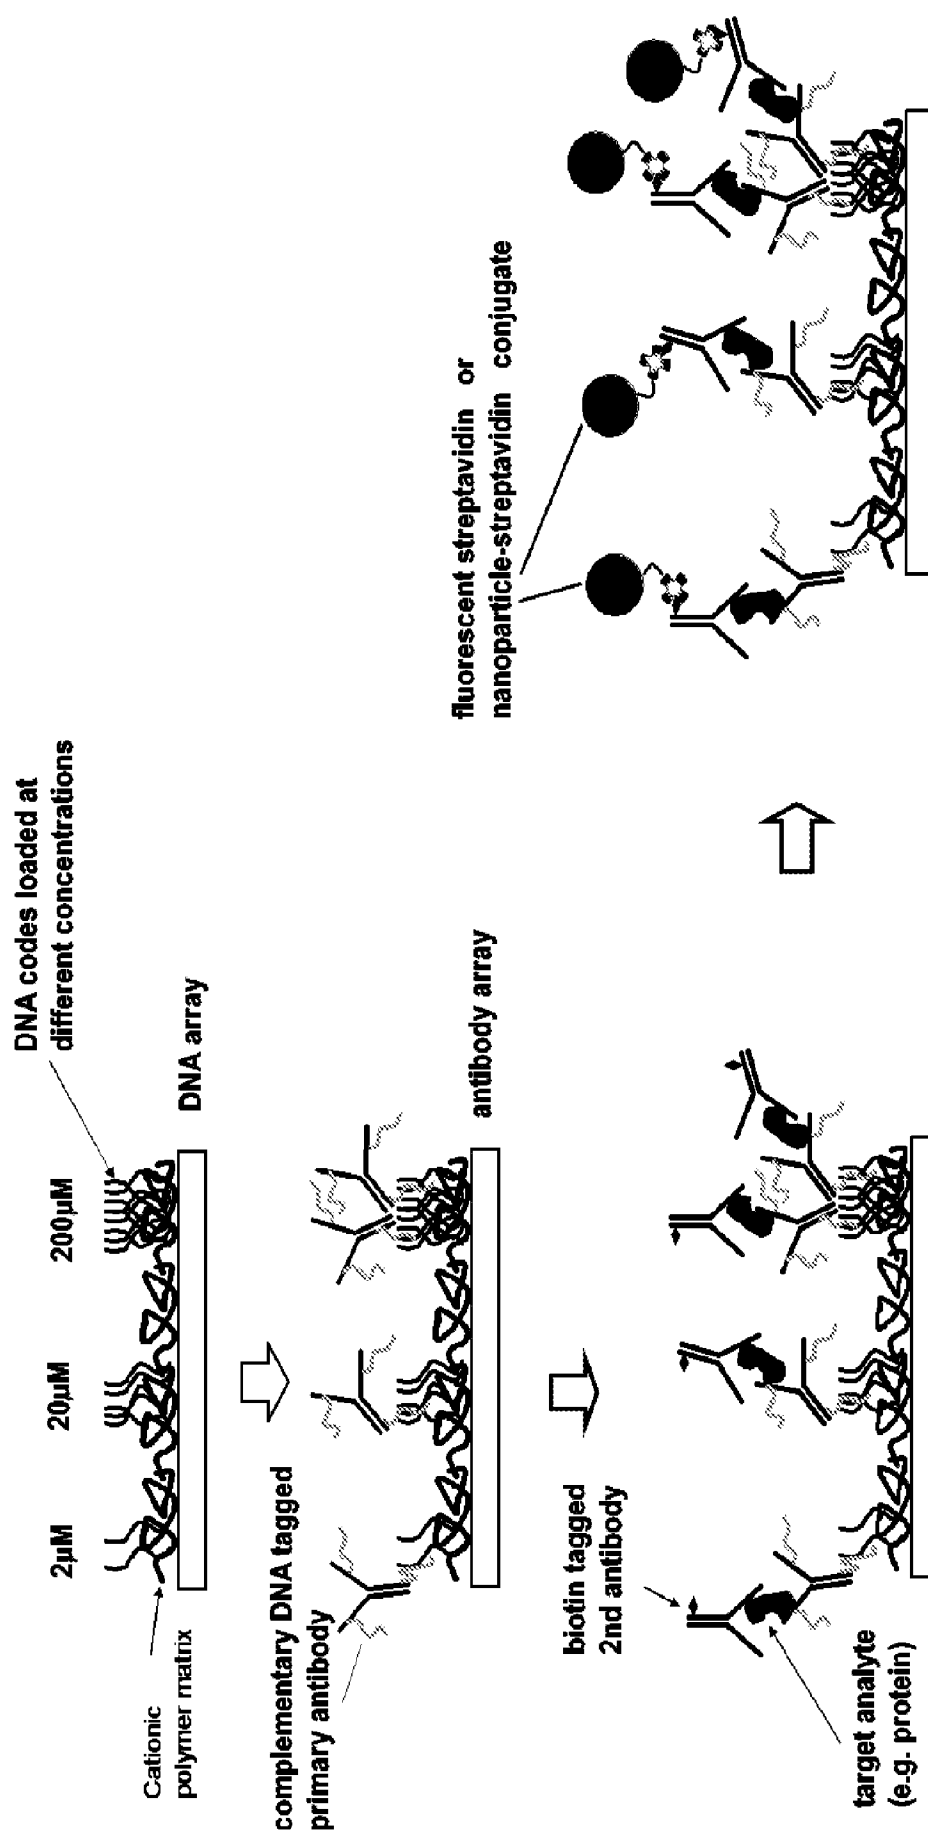 DNA codes loaded at
different concentrations
2µM
20µM
200µM
Cationic
polymer matrix
DNA array
complementary DNA tagged
primary antibody
antibody array
biotin tagged
2nd antibody
target analyte
(e.g. protein)
fluorescent streptavidin or
nanoparticle-streptavidin conjugate